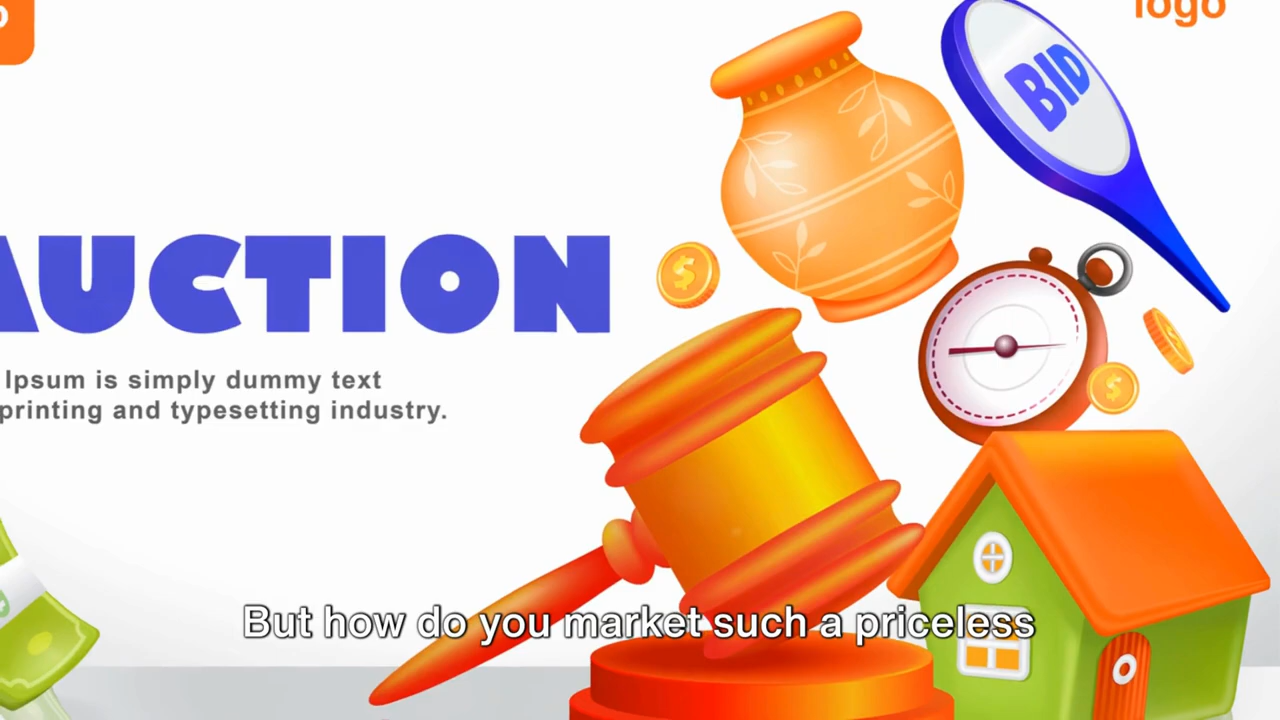 logo
BID
AUCTION
Ipsum is simply dummy text
printing and typesetting industry.
But how do you market such a priceless